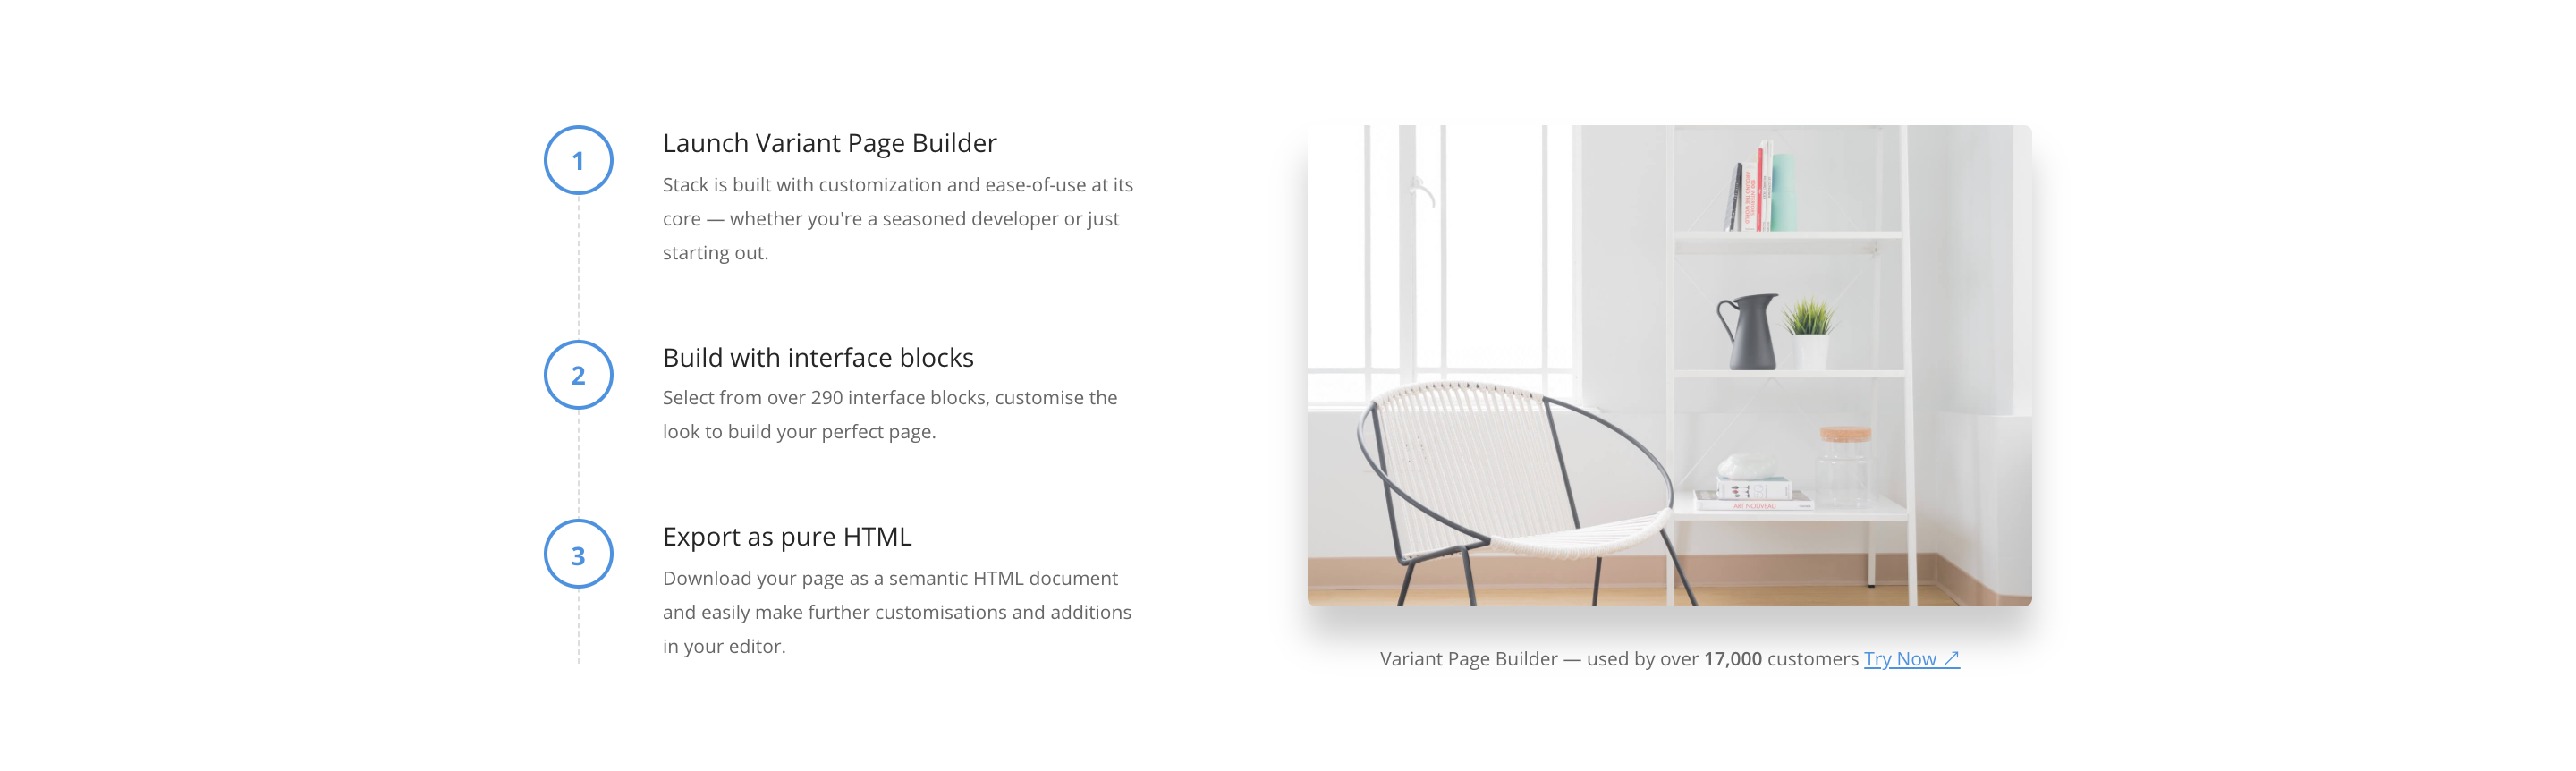 1
Launch Variant Page Builder
Stack is built with customization and ease-of-use at its
core — whether you're a seasoned developer or just
starting out.
2
Build with interface blocks
Select from over 290 interface blocks, customise the
look to build your perfect page.
3
Export as pure HTML
Download your page as a semantic HTML document
and easily make further customisations and additions
in your editor.
ART NOUVEAU
Variant Page Builder — used by over 17,000 customers Try Now ↗